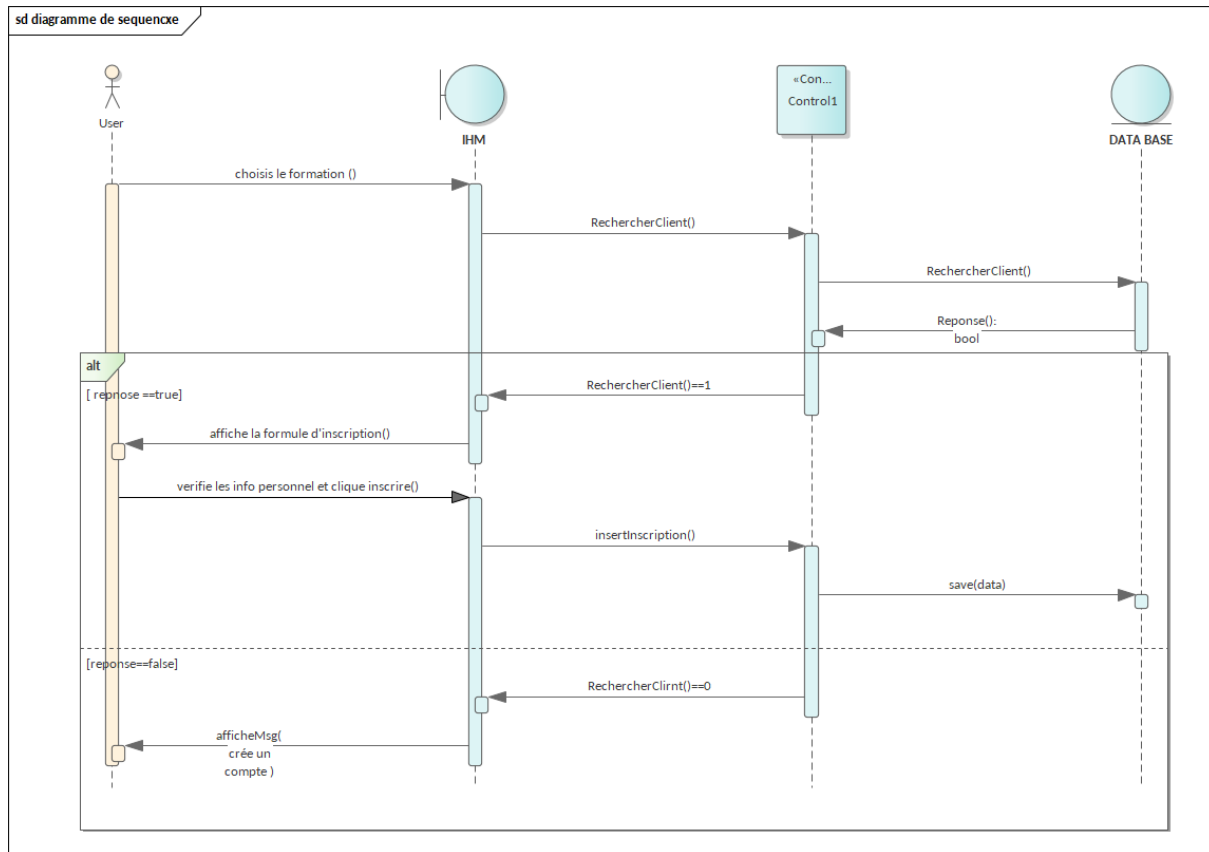 sd diagramme de sequencxe
User
IHM
«Con...
Control1
DATA BASE
choisis le formation ()
RechercherClient()
RechercherClient()
Reponse():
bool
alt
[ repnose ==true]
RechercherClient()==1
affiche la formule d'inscription()
verifie les info personnel et clique inscrire()
insertInscription()
save(data)
[reponse==false]
RechercherClirnt()==0
afficheMsg(
crée un
compte )